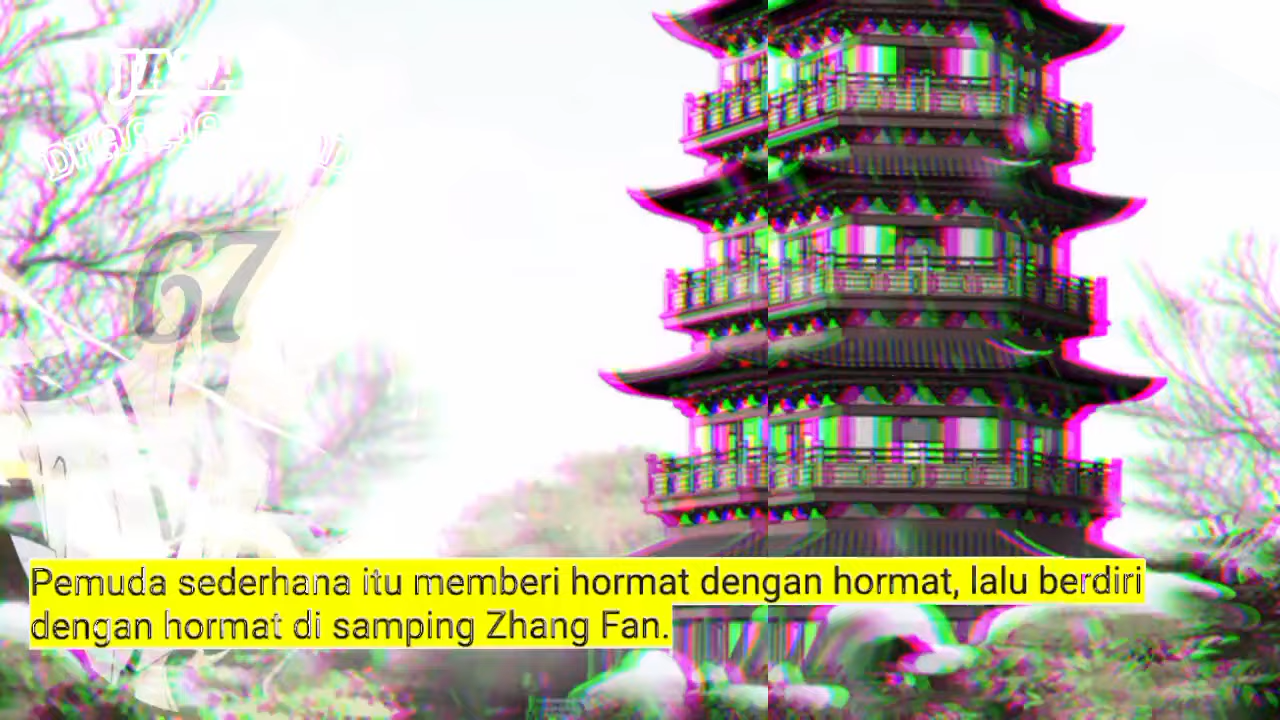 67
Pemuda sederhana itu memberi hormat dengan hormat, lalu berdiri
dengan hormat di samping Zhang Fan.